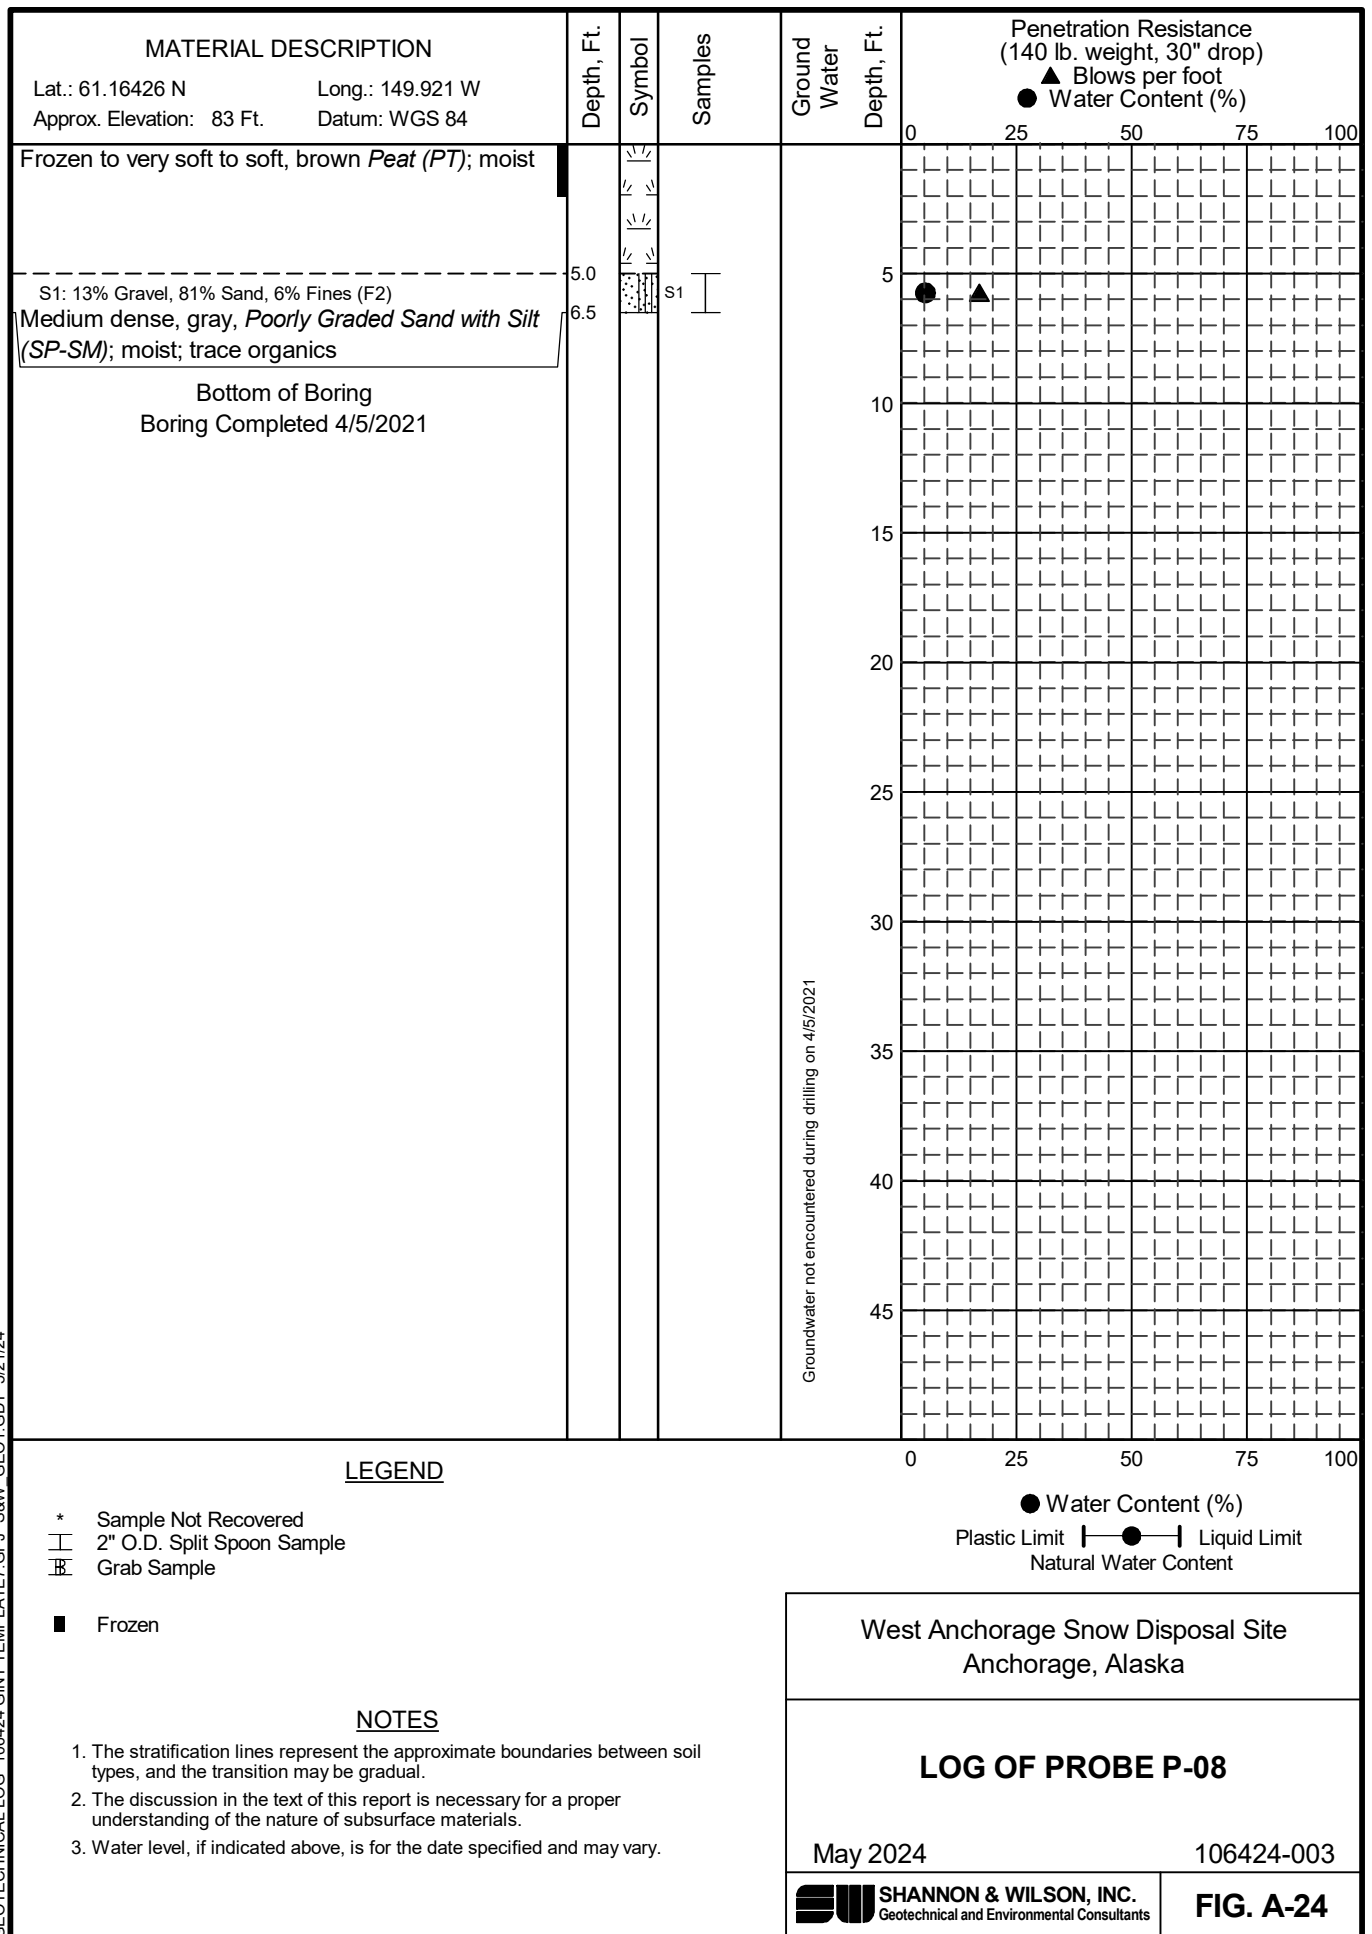 MATERIAL DESCRIPTION
Lat.: 61.16426 N Long.: 149.921 W
Approx. Elevation: 83 Ft. Datum: WGS 84
Depth, Ft.
Symbol
Samples
Ground
Water
Depth, Ft.
Penetration Resistance
(140 lb. weight, 30" drop)
▲ Blows per foot
● Water Content (%)
0 25 50 75 100
Frozen to very soft to soft, brown Peat (PT); moist
5.0
S1: 13% Gravel, 81% Sand, 6% Fines (F2)
S1
Medium dense, gray, Poorly Graded Sand with Silt
(SP-SM); moist; trace organics
6.5
Bottom of Boring
Boring Completed 4/5/2021
Groundwater not encountered during drilling on 4/5/2021
5
10
15
20
25
30
35
40
45
0 25 50 75 100
● Water Content (%)
Plastic Limit Liquid Limit
Natural Water Content
LEGEND
* Sample Not Recovered
2" O.D. Split Spoon Sample
Grab Sample
Frozen
NOTES
1. The stratification lines represent the approximate boundaries between soil
types, and the transition may be gradual.
2. The discussion in the text of this report is necessary for a proper
understanding of the nature of subsurface materials.
3. Water level, if indicated above, is for the date specified and may vary.
West Anchorage Snow Disposal Site
Anchorage, Alaska
LOG OF PROBE P-08
May 2024 106424-003
SHANNON & WILSON, INC.
Geotechnical and Environmental Consultants
FIG. A-24